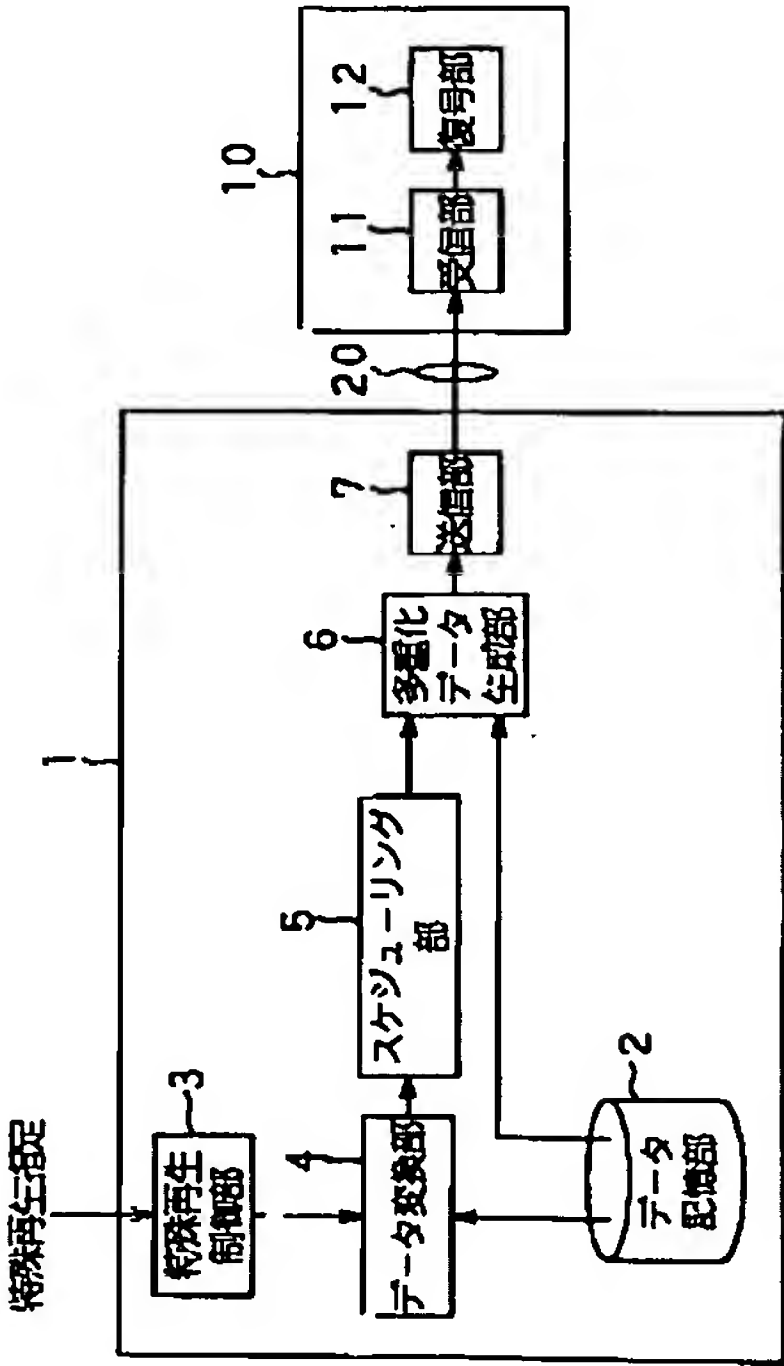 特殊再生指定
1
3
特殊再生
制御部
4
データ変換部
2
データ
記憶部
5
スケジューリング
部
6
多重化
データ
生成部
7
送信部
20
10
11
受信部
12
復号部